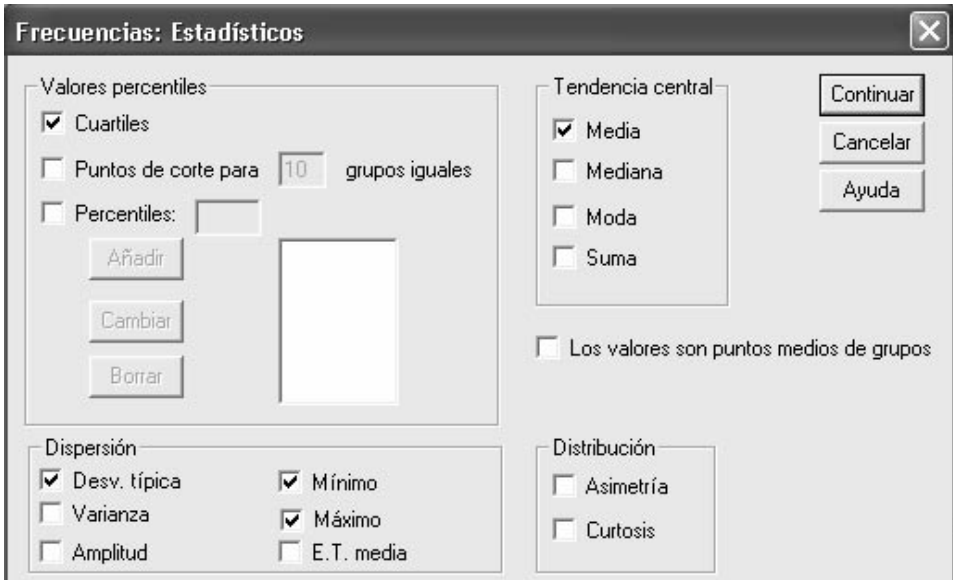 Frecuencias: Estadísticos
Valores percentiles
Cuartiles
Puntos de corte para 10 grupos iguales
Percentiles:
Añadir
Cambiar
Borrar
Tendencia central
Media
Mediana
Moda
Suma
Continuar
Cancelar
Ayuda
Los valores son puntos medios de grupos
Dispersión
Desv. típica
Varianza
Amplitud
Mínimo
Máximo
E.T. media
Distribución
Asimetría
Curtosis